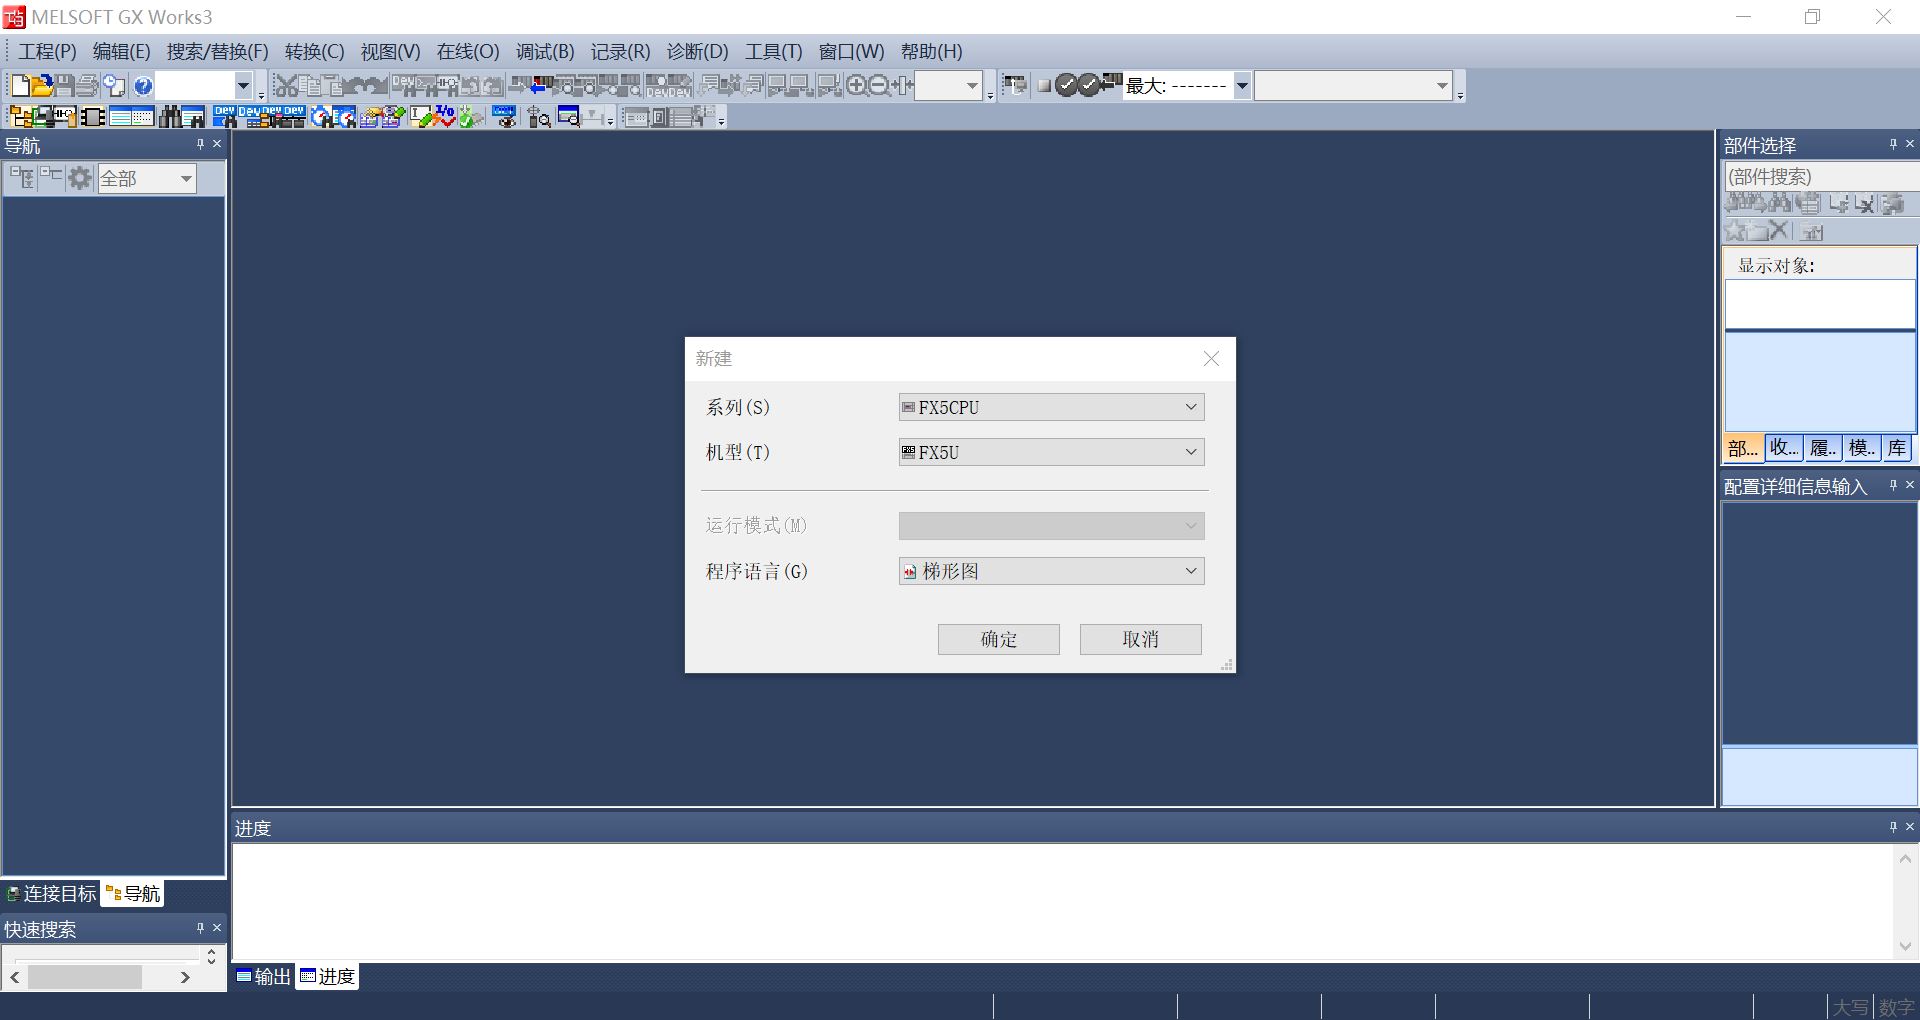 MELSOFT GX Works3
工程(P) 编辑(E) 搜索/替换(F) 转换(C) 视图(V) 在线(O) 调试(B) 记录(R) 诊断(D) 工具(T) 窗口(W) 帮助(H)
最大: -------
导航
全部
部件选择
(部件搜索)
显示对象:
部... 收... 履.. 模.. 库
配置详细信息输入
新建
系列(S) FX5CPU
机型(T) FX5U
运行模式(M)
程序语言(G) 梯形图
确定 取消
进度
连接目标 导航
快速搜索
输出 进度
大写 数字